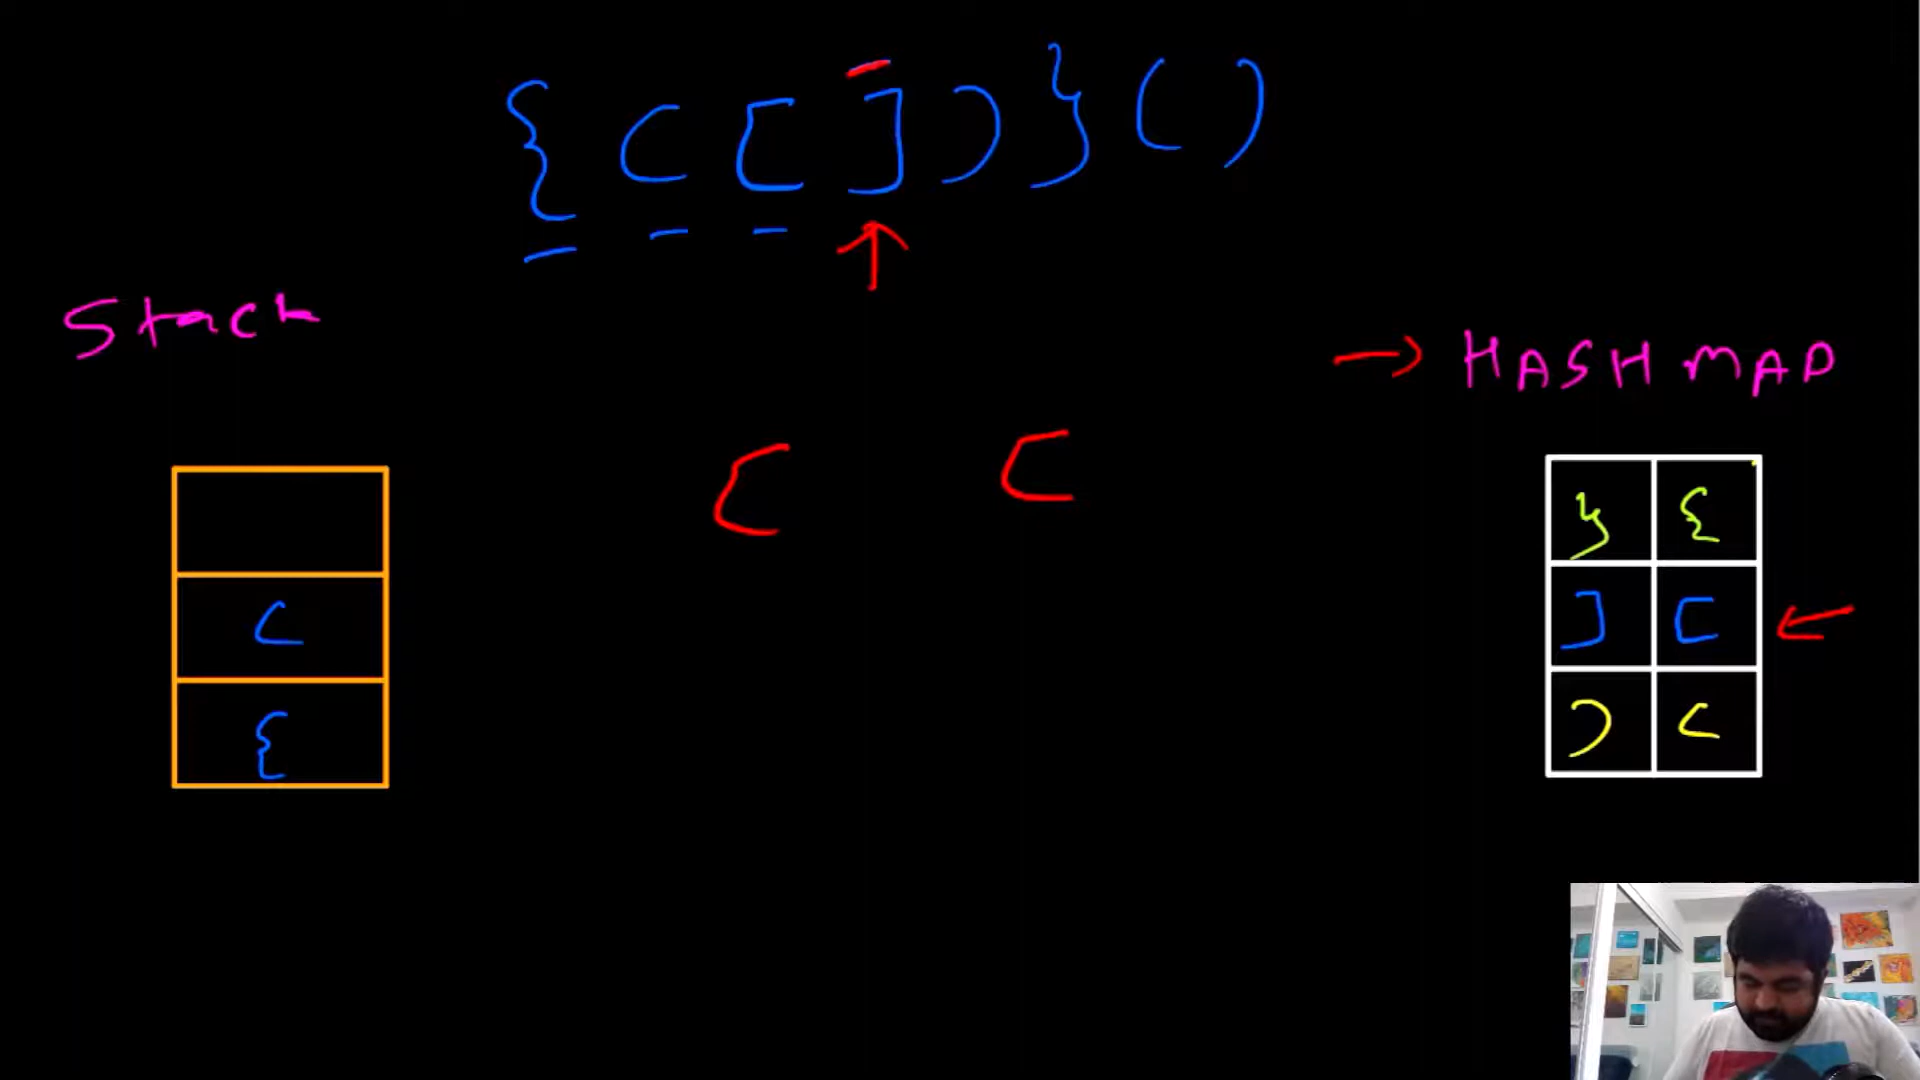 { ( [ ] ) } ( )
Stack
→ HASHMAP
[ [
} {
( ] [ ←
{ ) (